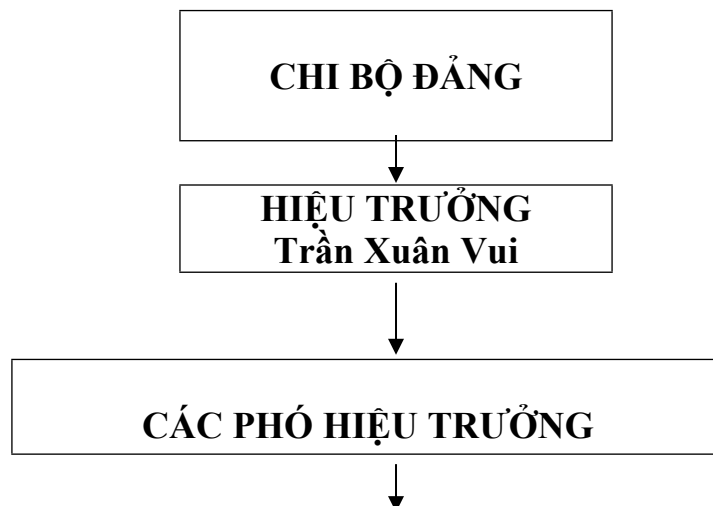 CHI BỘ ĐẢNG
HIỆU TRƯỞNG
Trần Xuân Vui
CÁC PHÓ HIỆU TRƯỞNG